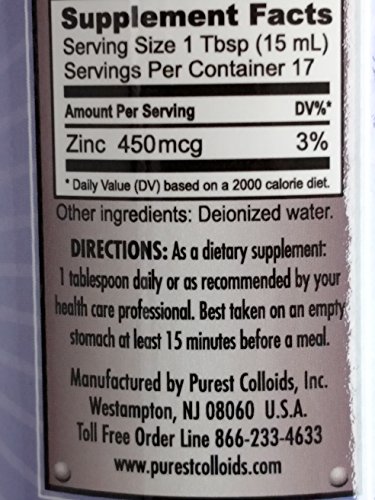 Supplement Facts
Serving Size 1 Tbsp (15 mL)
Servings Per Container 17
Amount Per Serving DV%*
Zinc 450mcg 3%
* Daily Value (DV) based on a 2000 calorie diet.
Other ingredients: Deionized water.
DIRECTIONS: As a dietary supplement:
1 tablespoon daily or as recommended by your
health care professional. Best taken on an empty
stomach at least 15 minutes before a meal.
Manufactured by Purest Colloids, Inc.
Westampton, NJ 08060 U.S.A.
Toll Free Order Line 866-233-4633
www.purestcolloids.com